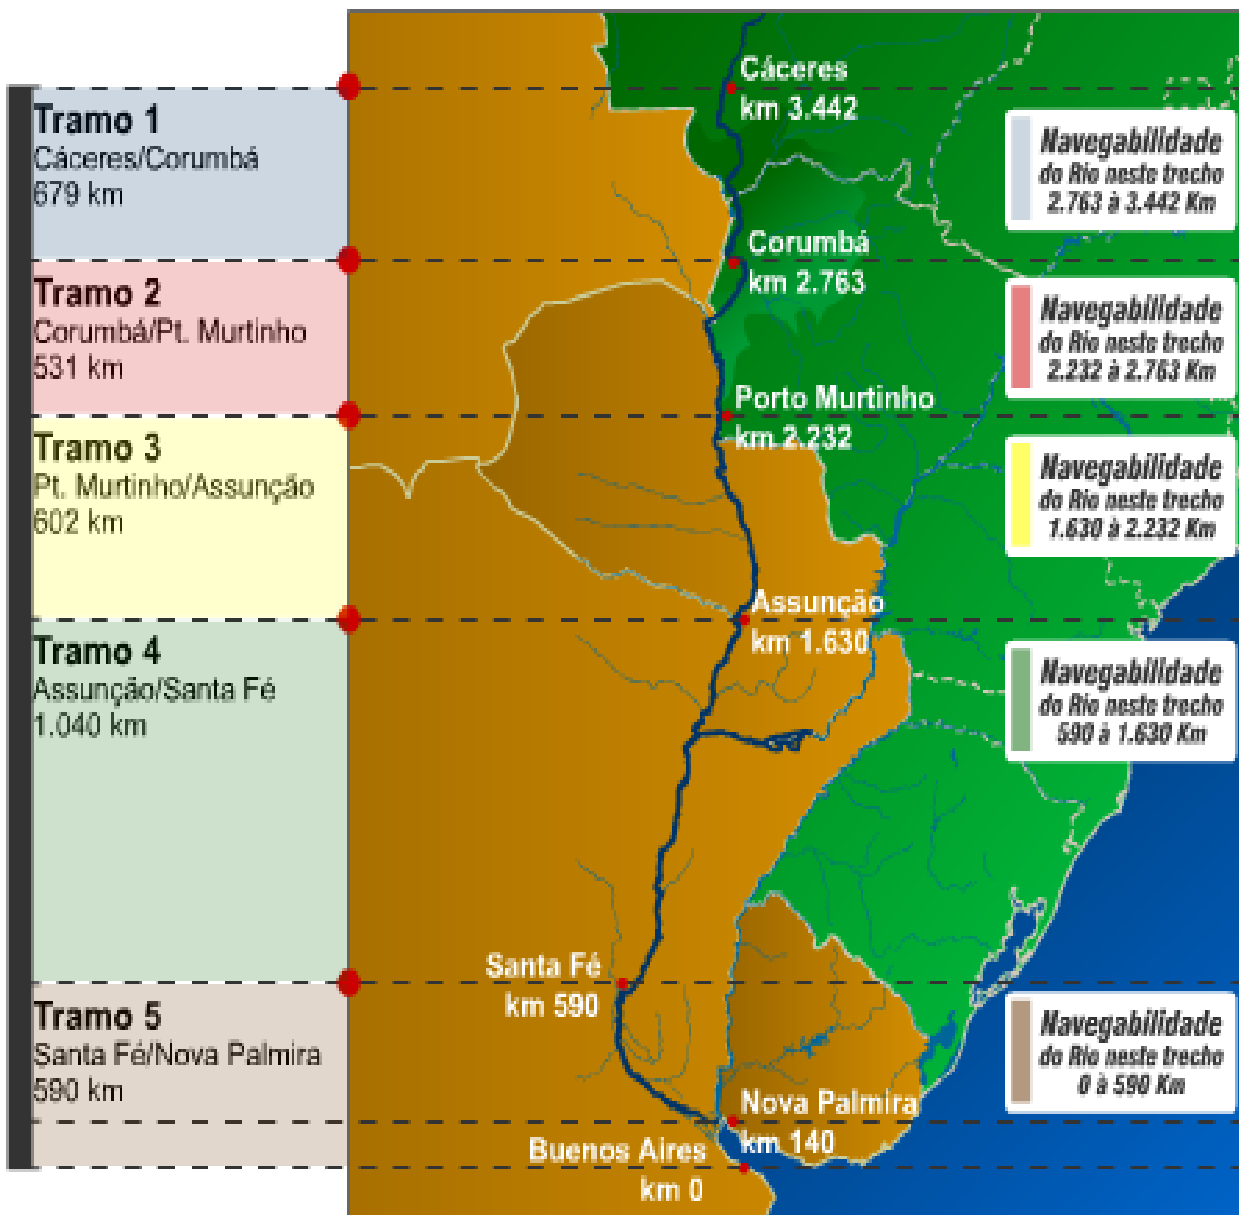 Tramo 1
Cáceres/Corumbá
679 km
Tramo 2
Corumbá/Pt. Murtinho
531 km
Tramo 3
Pt. Murtinho/Assunção
602 km
Tramo 4
Assunção/Santa Fé
1.040 km
Tramo 5
Santa Fé/Nova Palmira
590 km
Cáceres
km 3.442
Corumbá
km 2.763
Porto Murtinho
km 2.232
Assunção
km 1.630
Santa Fé
km 590
Nova Palmira
km 140
Buenos Aires
km 0
Navegabilidade
do Rio neste trecho
2.763 à 3.442 Km
Navegabilidade
do Rio neste trecho
2.232 à 2.763 Km
Navegabilidade
do Rio neste trecho
1.630 à 2.232 Km
Navegabilidade
do Rio neste trecho
590 à 1.630 Km
Navegabilidade
do Rio neste trecho
0 à 590 Km